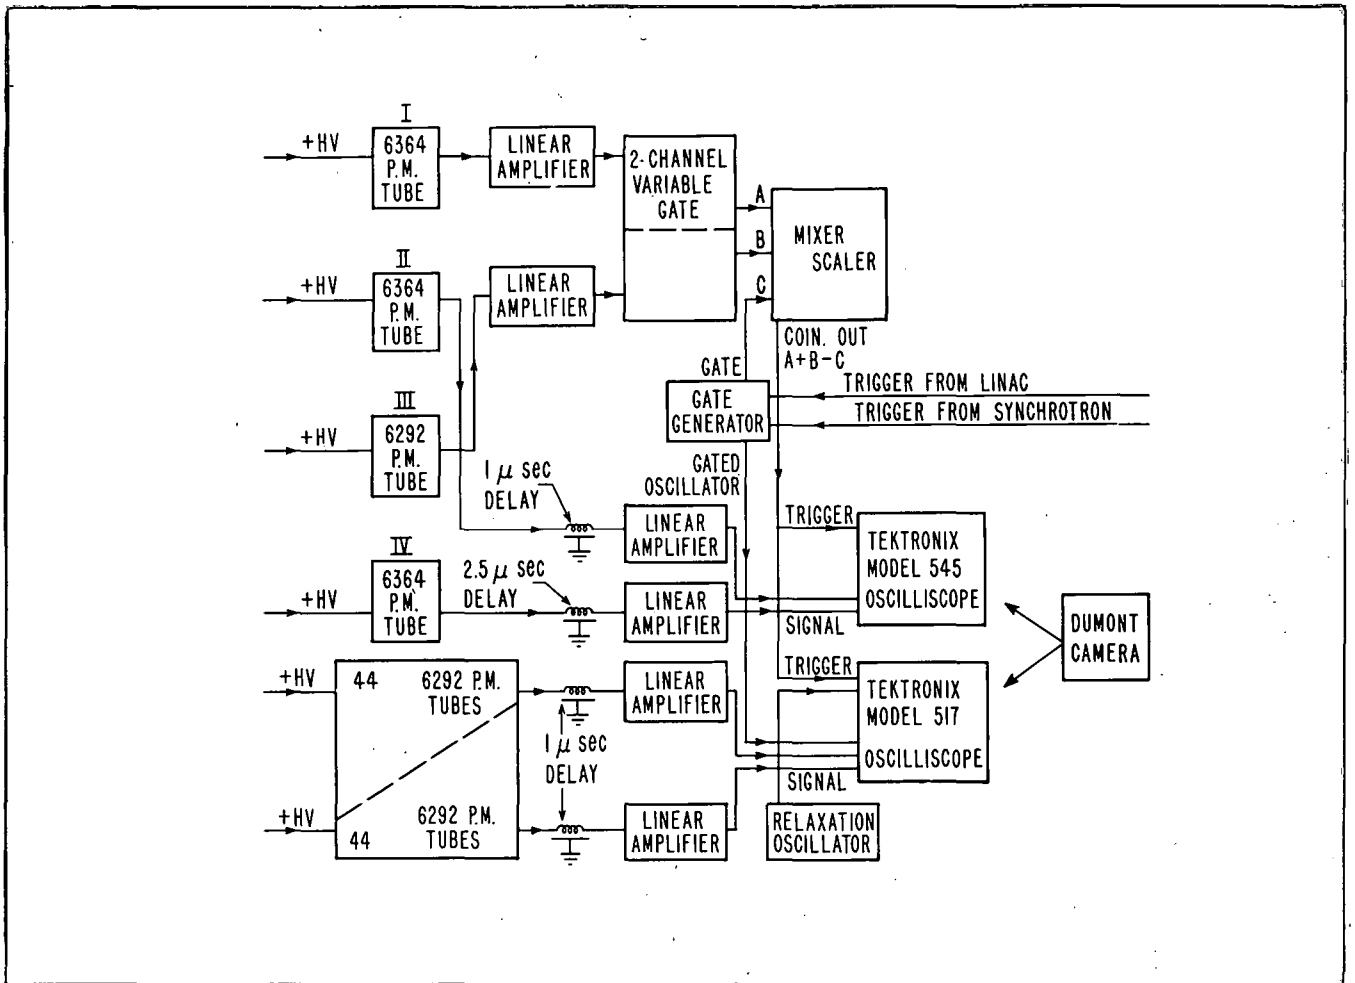 I
+HV
6364
P.M.
TUBE
LINEAR
AMPLIFIER
2-CHANNEL
VARIABLE
GATE
A
B
C
MIXER
SCALER
II
+HV
6364
P.M.
TUBE
LINEAR
AMPLIFIER
COIN. OUT
A+B-C
GATE
GATE
GENERATOR
TRIGGER FROM LINAC
TRIGGER FROM SYNCHROTRON
III
+HV
6292
P.M.
TUBE
GATED
OSCILLATOR
1 μ sec
DELAY
LINEAR
AMPLIFIER
TRIGGER
TEKTRONIX
MODEL 545
OSCILLISCOPE
IV
+HV
6364
P.M.
TUBE
2.5 μ sec
DELAY
LINEAR
AMPLIFIER
SIGNAL
DUMONT
CAMERA
+HV
44
6292 P.M.
TUBES
LINEAR
AMPLIFIER
TRIGGER
TEKTRONIX
MODEL 517
OSCILLISCOPE
1 μ sec
DELAY
SIGNAL
+HV
44
6292 P.M.
TUBES
LINEAR
AMPLIFIER
RELAXATION
OSCILLATOR